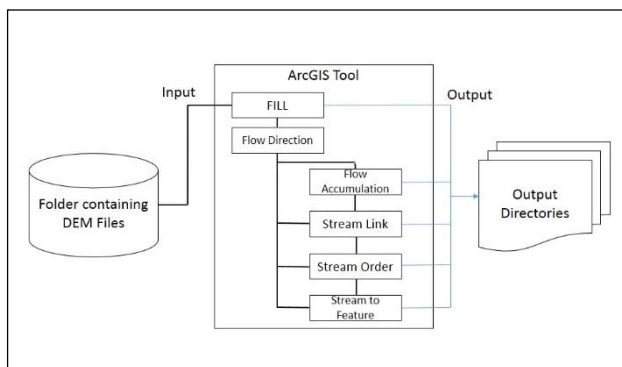 ArcGIS Tool
Input
Output
FILL
Flow Direction
Flow
Accumulation
Folder containing
DEM Files
Output
Directories
Stream Link
Stream Order
Stream to
Feature